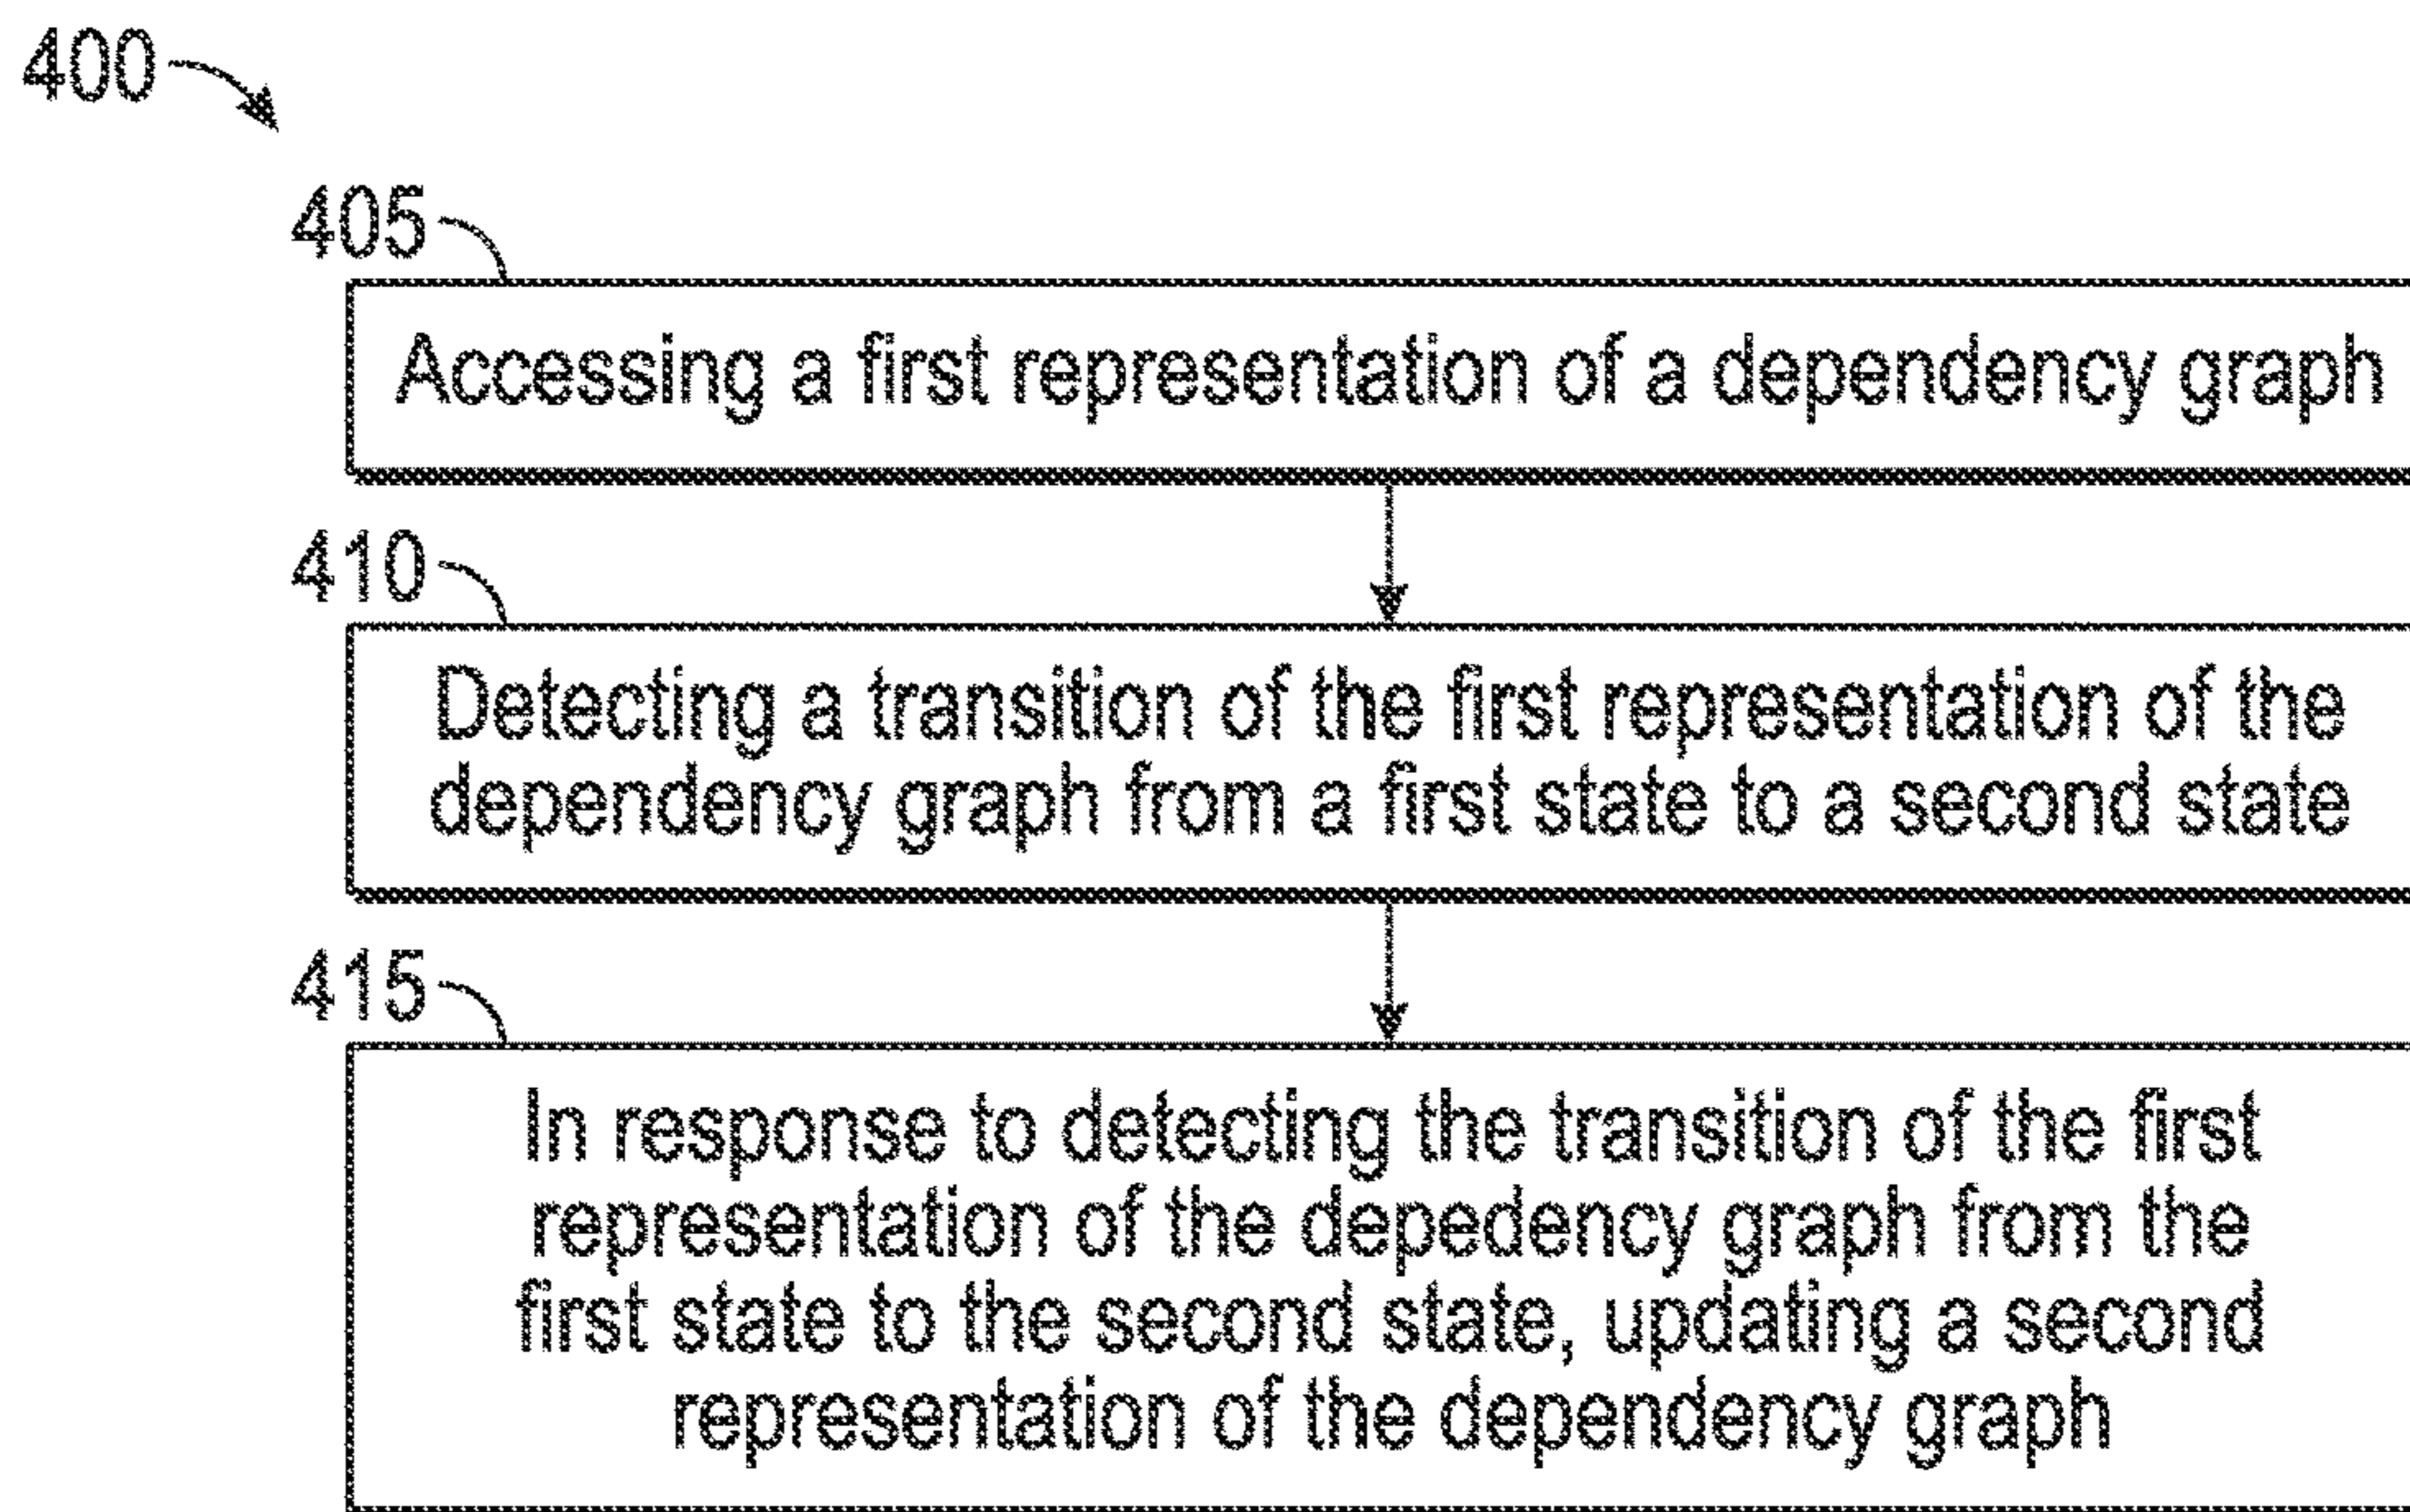 400
405
Accessing a first representation of a dependency graph
410
Detecting a transition of the first representation of the
dependency graph from a first state to a second state
415
In response to detecting the transition of the first
representation of the depedency graph from the
first state to the second state, updating a second
representation of the dependency graph